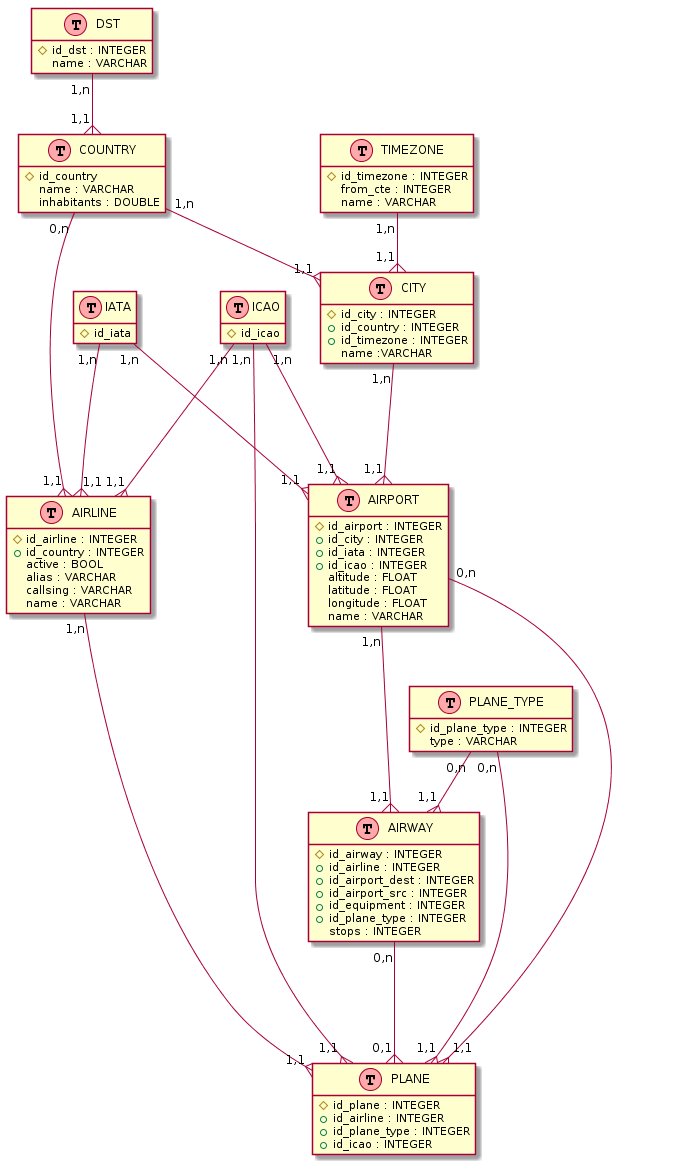 T DST
id_dst : INTEGER
name : VARCHAR
1,n
1,1
T COUNTRY
id_country
name : VARCHAR
inhabitants : DOUBLE
T TIMEZONE
id_timezone : INTEGER
from_cte : INTEGER
name : VARCHAR
0,n
1,n
1,n
1,1
1,1
T CITY
id_city : INTEGER
id_country : INTEGER
id_timezone : INTEGER
name :VARCHAR
T IATA
id_iata
T ICAO
id_icao
1,n
1,n
1,n
1,n
1,n
1,n
1,1
1,1
1,1
1,1
1,1
1,1
T AIRLINE
id_airline : INTEGER
id_country : INTEGER
active : BOOL
alias : VARCHAR
callsing : VARCHAR
name : VARCHAR
T AIRPORT
id_airport : INTEGER
id_city : INTEGER
id_iata : INTEGER
id_icao : INTEGER
altitude : FLOAT
latitude : FLOAT
longitude : FLOAT
name : VARCHAR
0,n
1,n
1,n
T PLANE_TYPE
id_plane_type : INTEGER
type : VARCHAR
0,n
0,n
1,1
1,1
T AIRWAY
id_airway : INTEGER
id_airline : INTEGER
id_airport_dest : INTEGER
id_airport_src : INTEGER
id_equipment : INTEGER
id_plane_type : INTEGER
stops : INTEGER
0,n
1,1
1,1
0,1
1,1
1,1
T PLANE
id_plane : INTEGER
id_airline : INTEGER
id_plane_type : INTEGER
id_icao : INTEGER